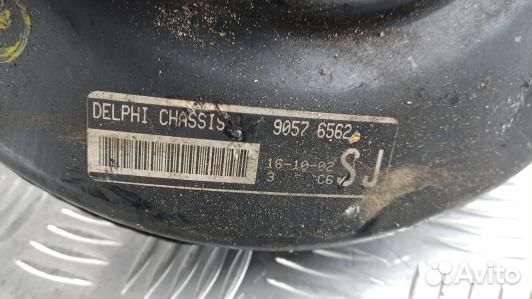 DELPHI CHASSIS 9057 6562
16-10-02 SJ
3 C6
Avito